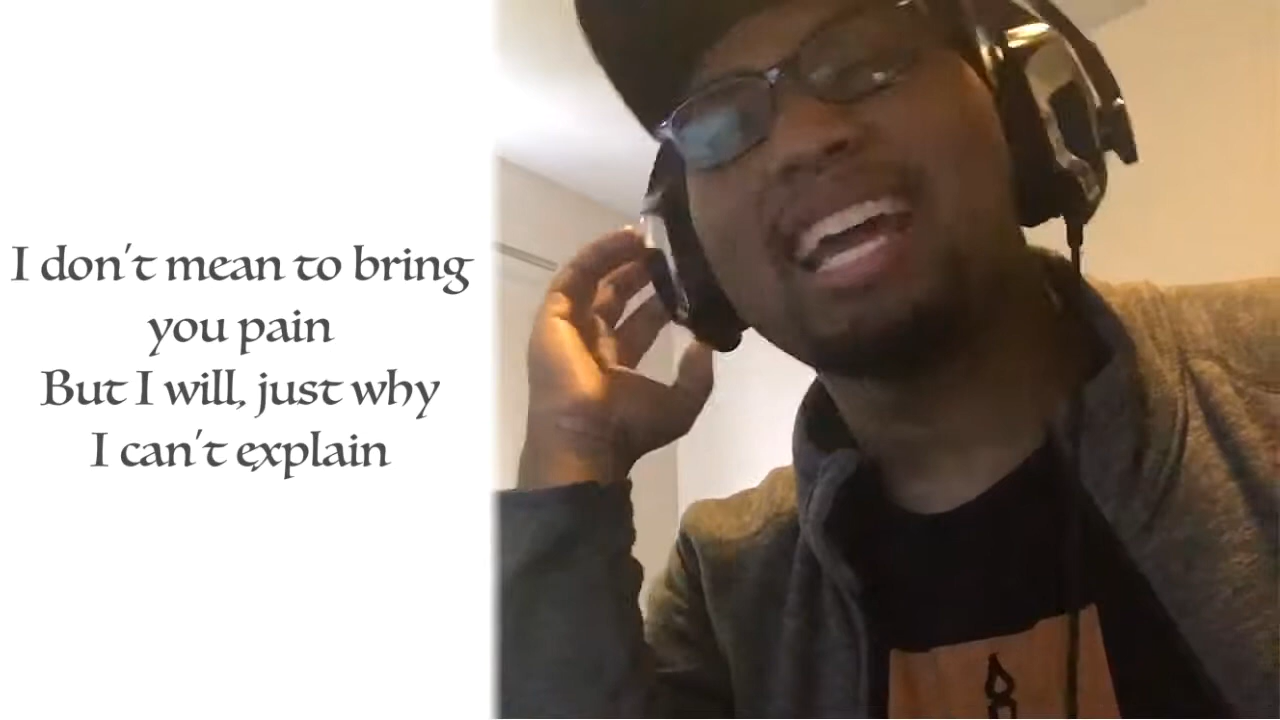 I don't mean to bring
you pain
But I will, just why
I can't explain